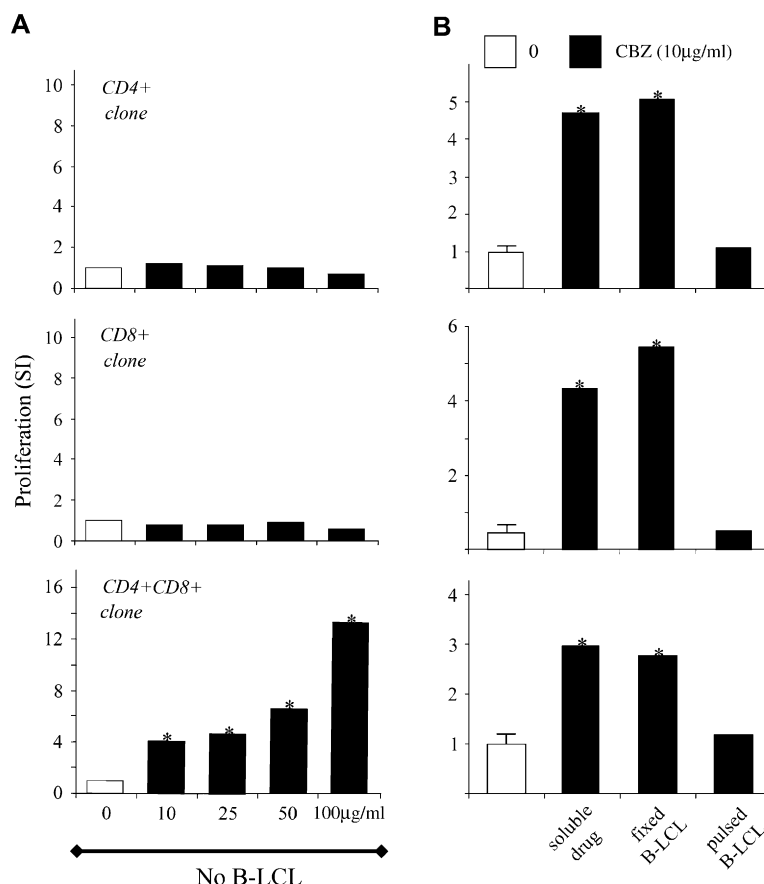 A
B
0
CBZ (10μg/ml)
Proliferation (SI)
10
8
6
4
2
0
CD4+
clone
10
8
6
4
2
0
CD8+
clone
16
12
8
4
0
CD4+CD8+
clone
*
*
*
*
0
10
25
50
100μg/ml
No B-LCL
5
4
3
2
1
*
*
6
4
2
*
*
4
3
2
1
*
*
soluble
drug
fixed
B-LCL
pulsed
B-LCL